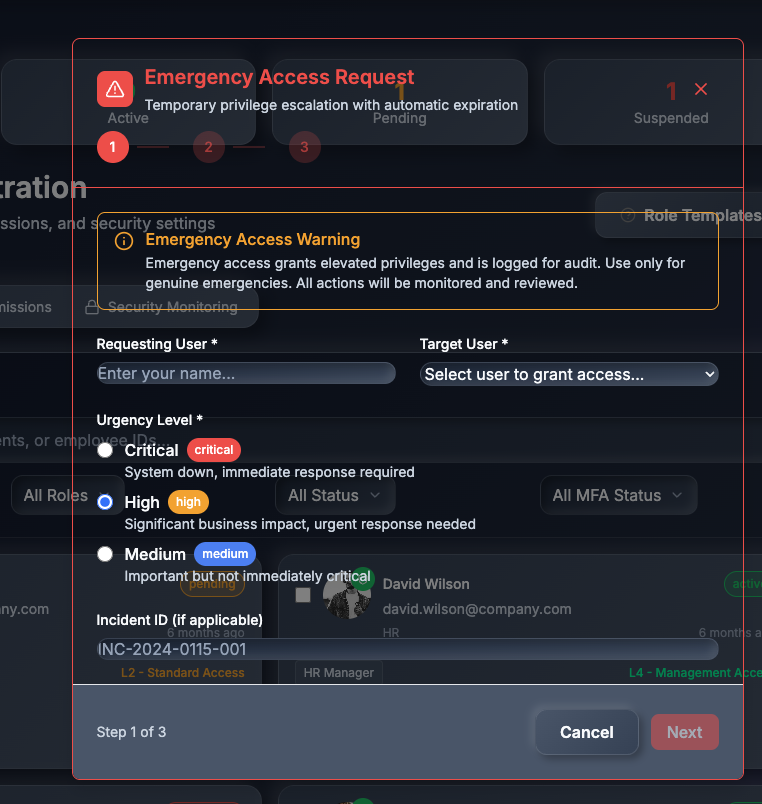 Emergency Access Request
1
1
Temporary privilege escalation with automatic expiration
Active
Pending
Suspended
1
2
3
tration
ssions, and security settings
Role Templates
Emergency Access Warning
Emergency access grants elevated privileges and is logged for audit. Use only for
genuine emergencies. All actions will be monitored and reviewed.
missions
Security Monitoring
Requesting User *
Target User *
Enter your name...
Select user to grant access...
Urgency Level *
ents, or employee IDs...
Critical
critical
System down, immediate response required
All Roles
High
high
All Status
All MFA Status
Significant business impact, urgent response needed
Medium
medium
Important but not immediately critical
pending
David Wilson
active
ny.com
david.wilson@company.com
Incident ID (if applicable)
6 months ago
HR
6 months a
INC-2024-0115-001
L2 - Standard Access
HR Manager
L4 - Management Acce
Step 1 of 3
Cancel
Next